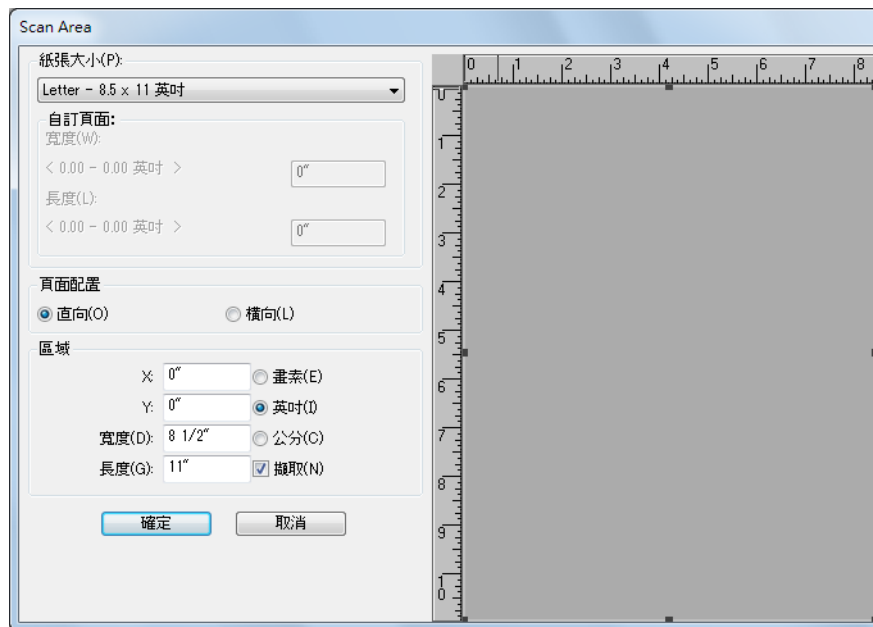 Scan Area
紙張大小(P):
Letter - 8.5 x 11 英吋
自訂頁面:
寬度(W):
< 0.00 - 0.00 英吋 > 0"
長度(L):
< 0.00 - 0.00 英吋 > 0"
頁面配置
直向(O) 橫向(L)
區域
X: 0" 畫素(E)
Y: 0" 英吋(I)
寬度(D): 8 1/2" 公分(C)
長度(G): 11" 擷取(N)
確定 取消
0 1 2 3 4 5 6 7 8
0
1
2
3
4
5
6
7
8
9
10